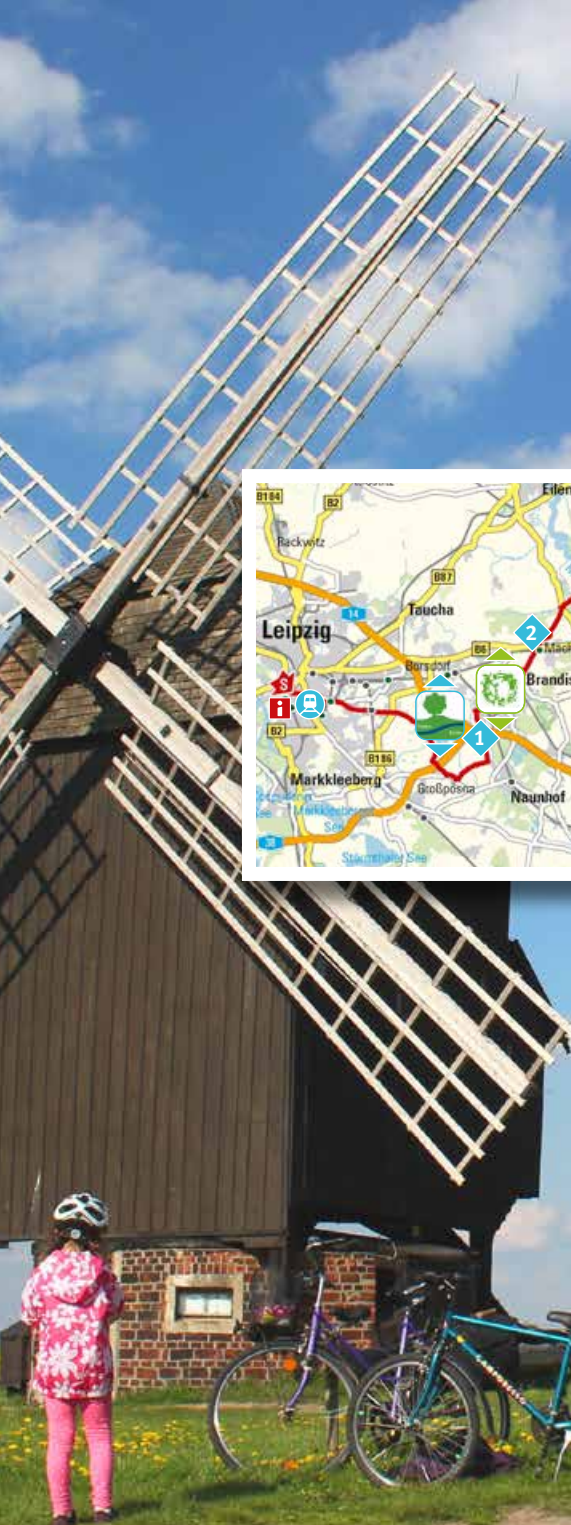 B184
B2
Eilen
Rackwitz
B87
14
Taucha
Leipzig
2
B6
Mach
Borsdorf
Brandis
S
i
B2
1
B186
Markkleeberg
Großpösna
Naunhof
Markkleeberger
See
38
Störmthaler See